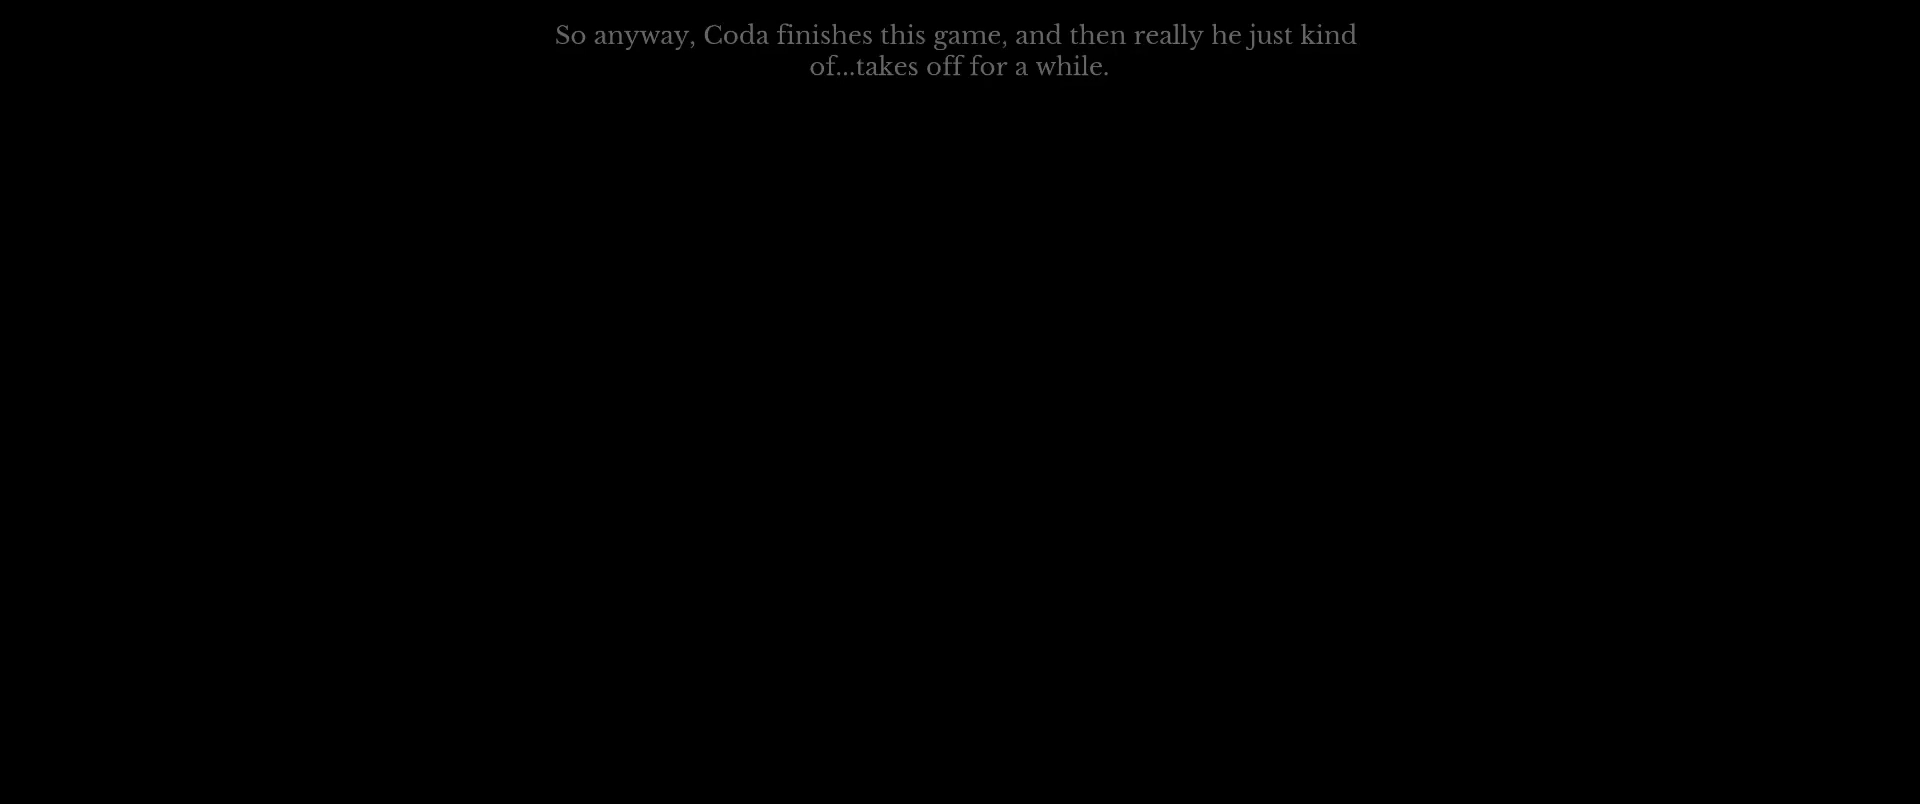 So anyway, Coda finishes this game, and then really he just kind
of...takes off for a while.